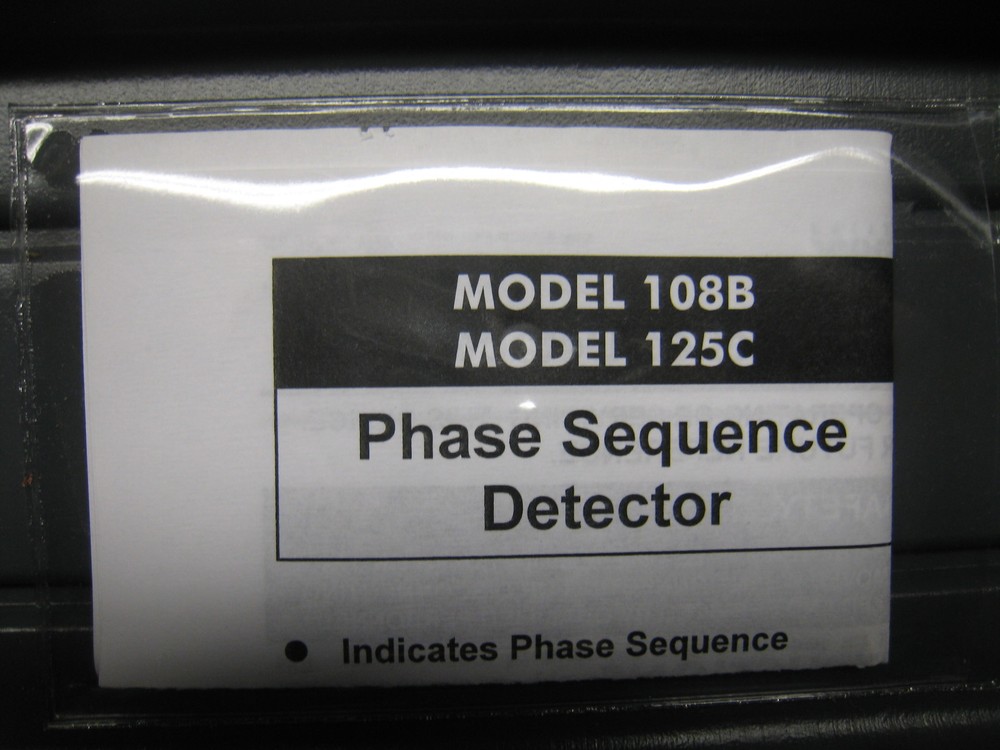 MODEL 108B
MODEL 125C
Phase Sequence
Detector
● Indicates Phase Sequence